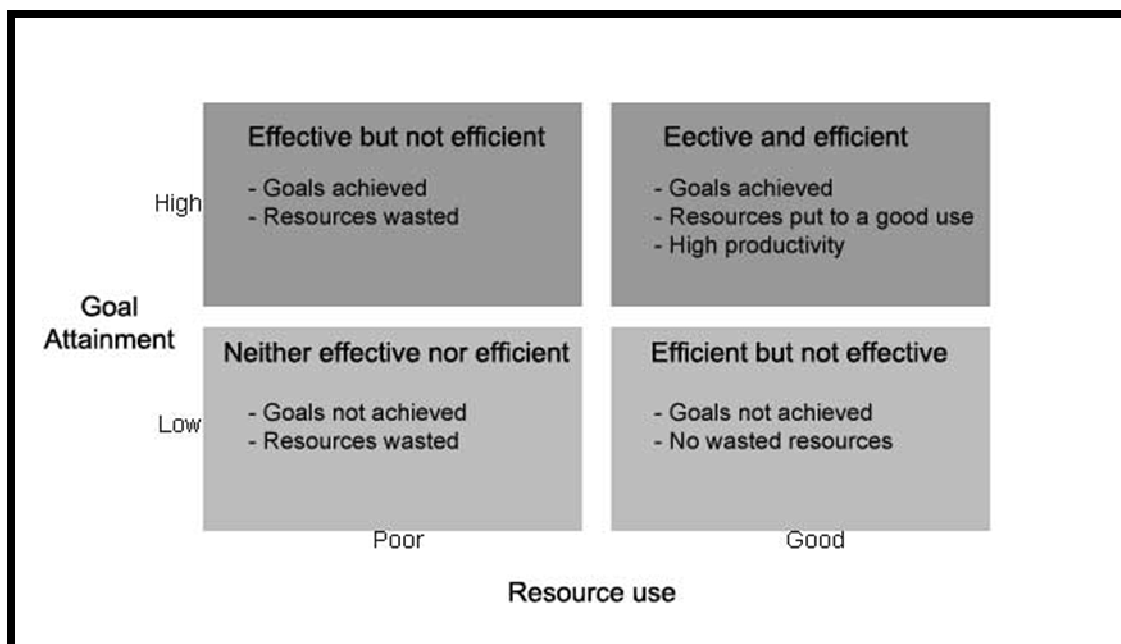 Effective but not efficient
- Goals achieved
- Resources wasted
Eective and efficient
- Goals achieved
- Resources put to a good use
- High productivity
High
Goal
Attainment
Neither effective nor efficient
- Goals not achieved
- Resources wasted
Efficient but not effective
- Goals not achieved
- No wasted resources
Low
Poor
Good
Resource use